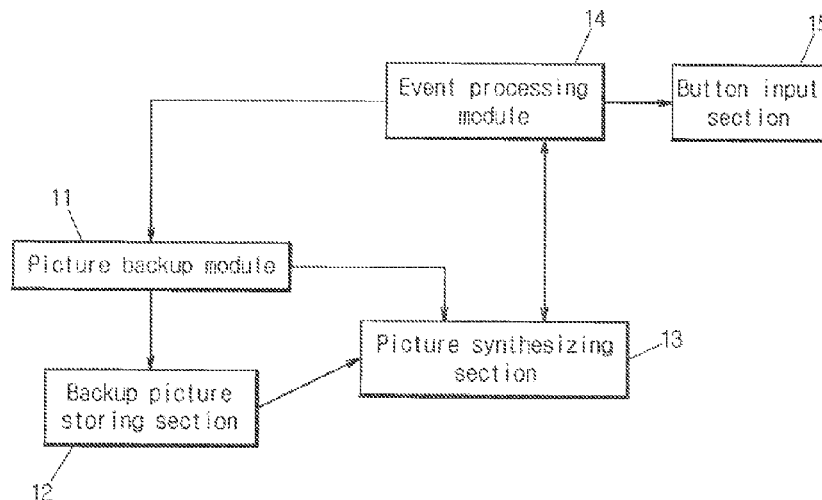 14
15
Event processing
module
Button input
section
11
Picture backup module
Picture synthesizing
section
13
Backup picture
storing section
12